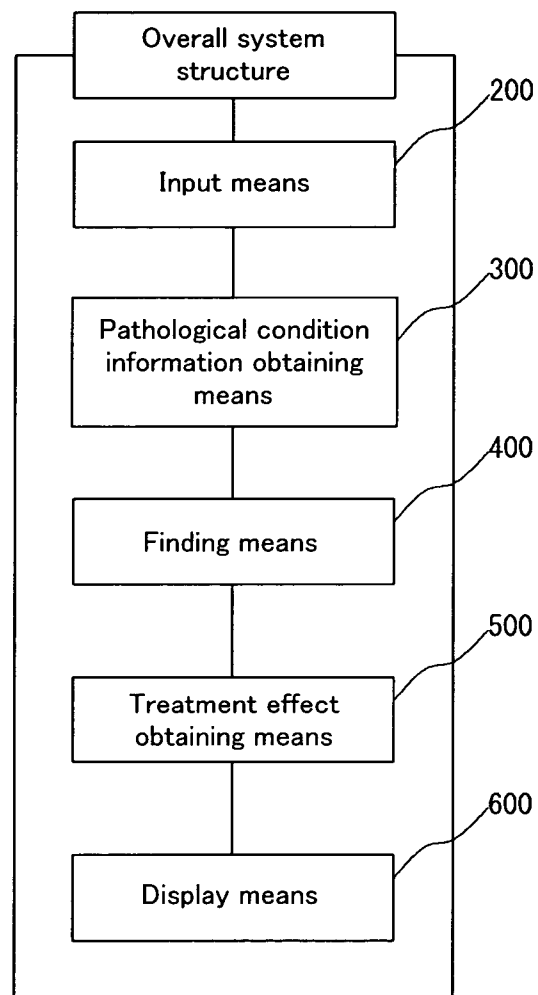 Overall system
structure
200
Input means
300
Pathological condition
information obtaining
means
400
Finding means
500
Treatment effect
obtaining means
600
Display means